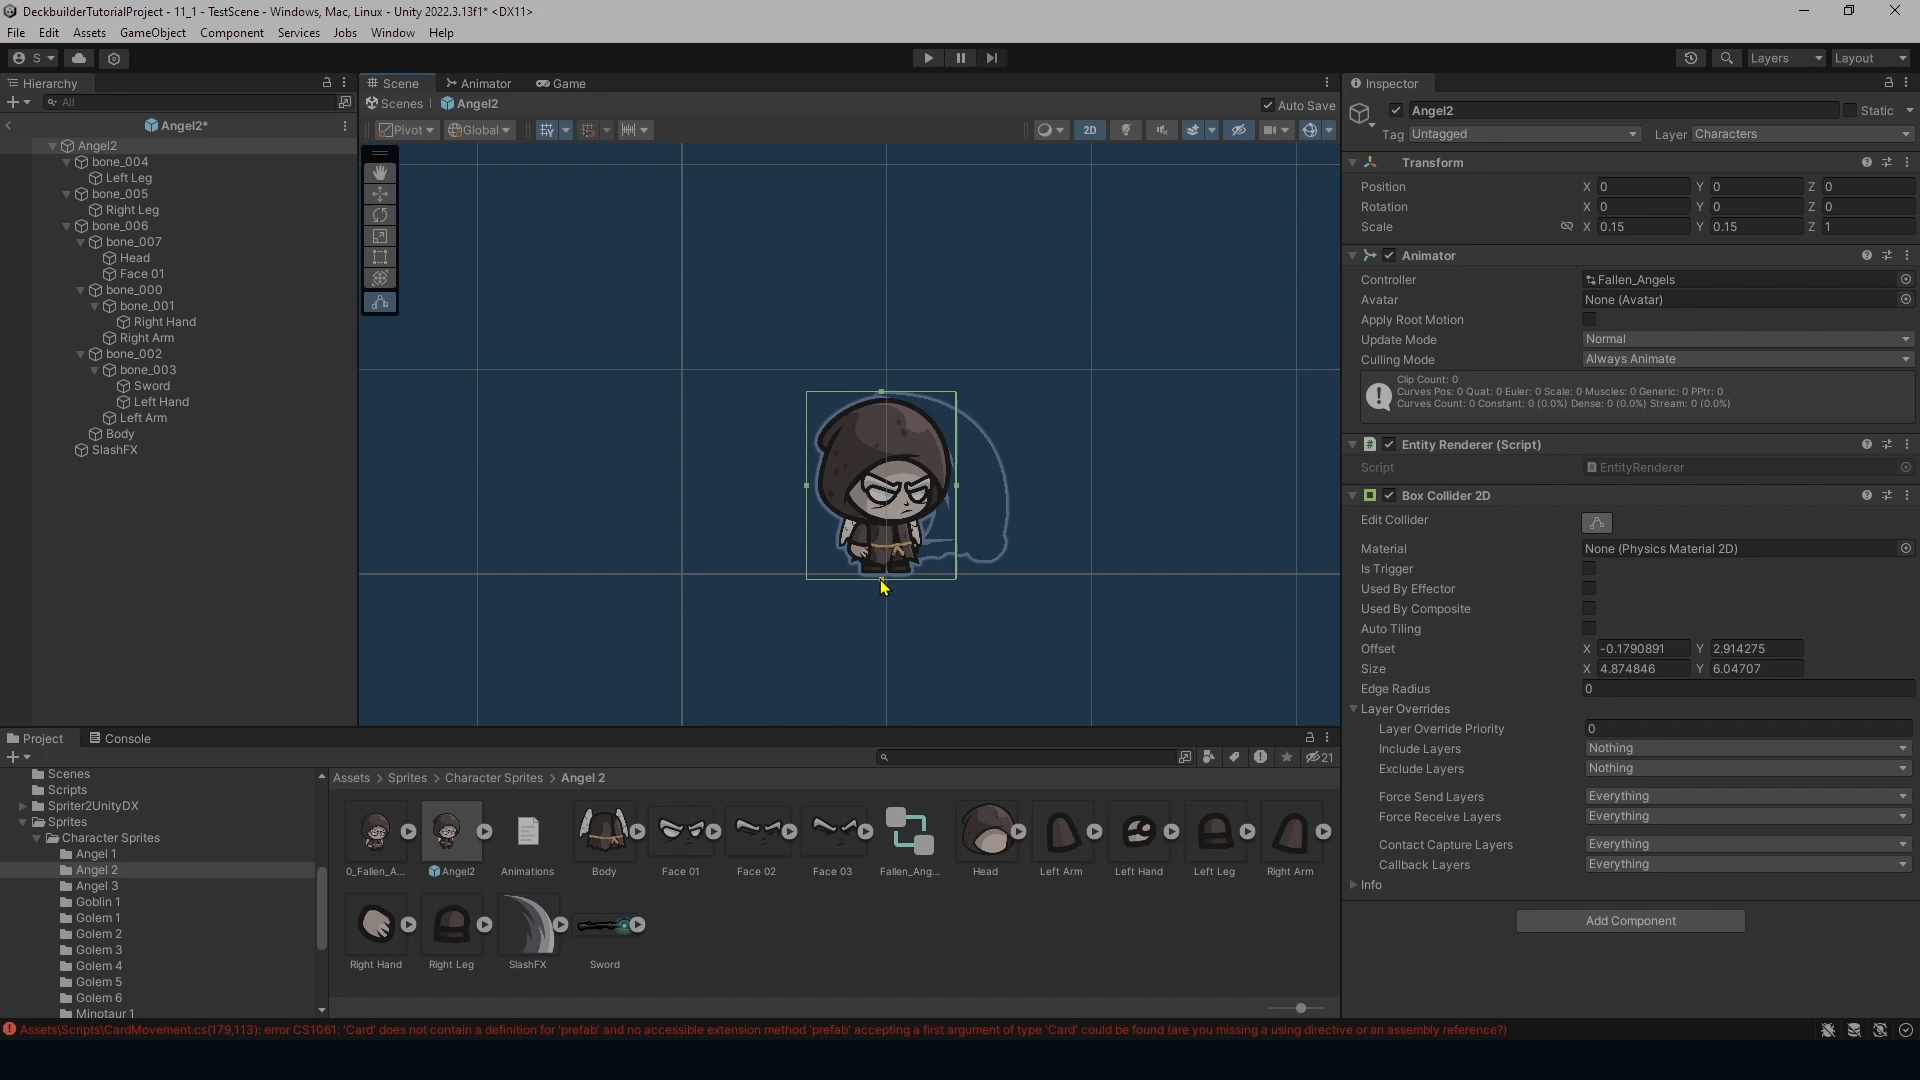 DeckbuilderTutorialProject - 11_1 - TestScene - Windows, Mac, Linux - Unity 2022.3.13f1* <DX11>
File Edit Assets GameObject Component Services Jobs Window Help
S Layers Layout
Hierarchy
All
Angel2*
Angel2
bone_004
Left Leg
bone_005
Right Leg
bone_006
bone_007
Head
Face 01
bone_000
bone_001
Right Hand
Right Arm
bone_002
bone_003
Sword
Left Hand
Left Arm
Body
SlashFX
Scene Animator Game
Scenes Angel2 Auto Save
Pivot Global 2D
Inspector
Angel2 Static
Tag Untagged Layer Characters
Transform
Position X 0 Y 0 Z 0
Rotation X 0 Y 0 Z 0
Scale X 0.15 Y 0.15 Z 1
Animator
Controller Fallen_Angels
Avatar None (Avatar)
Apply Root Motion
Update Mode Normal
Culling Mode Always Animate
Clip Count: 0
Curves Pos: 0 Quat: 0 Euler: 0 Scale: 0 Muscles: 0 Generic: 0 PPtr: 0
Curves Count: 0 Constant: 0 (0.0%) Dense: 0 (0.0%) Stream: 0 (0.0%)
Entity Renderer (Script)
Script EntityRenderer
Box Collider 2D
Edit Collider
Material None (Physics Material 2D)
Is Trigger
Used By Effector
Used By Composite
Auto Tiling
Offset X -0.1790891 Y 2.914275
Size X 4.874846 Y 6.04707
Edge Radius 0
Layer Overrides
Layer Override Priority 0
Include Layers Nothing
Exclude Layers Nothing
Force Send Layers Everything
Force Receive Layers Everything
Contact Capture Layers Everything
Callback Layers Everything
Info
Add Component
Project Console
21
Scenes
Scripts
Spriter2UnityDX
Sprites
Character Sprites
Angel 1
Angel 2
Angel 3
Goblin 1
Golem 1
Golem 2
Golem 3
Golem 4
Golem 5
Golem 6
Minotaur 1
Assets > Sprites > Character Sprites > Angel 2
0_Fallen_A... Angel2 Animations Body Face 01 Face 02 Face 03 Fallen_Ang... Head Left Arm Left Hand Left Leg Right Arm
Right Hand Right Leg SlashFX Sword
Assets\Scripts\CardMovement.cs(179,113): error CS1061: 'Card' does not contain a definition for 'prefab' and no accessible extension method 'prefab' accepting a first argument of type 'Card' could be found (are you missing a using directive or an assembly reference?)